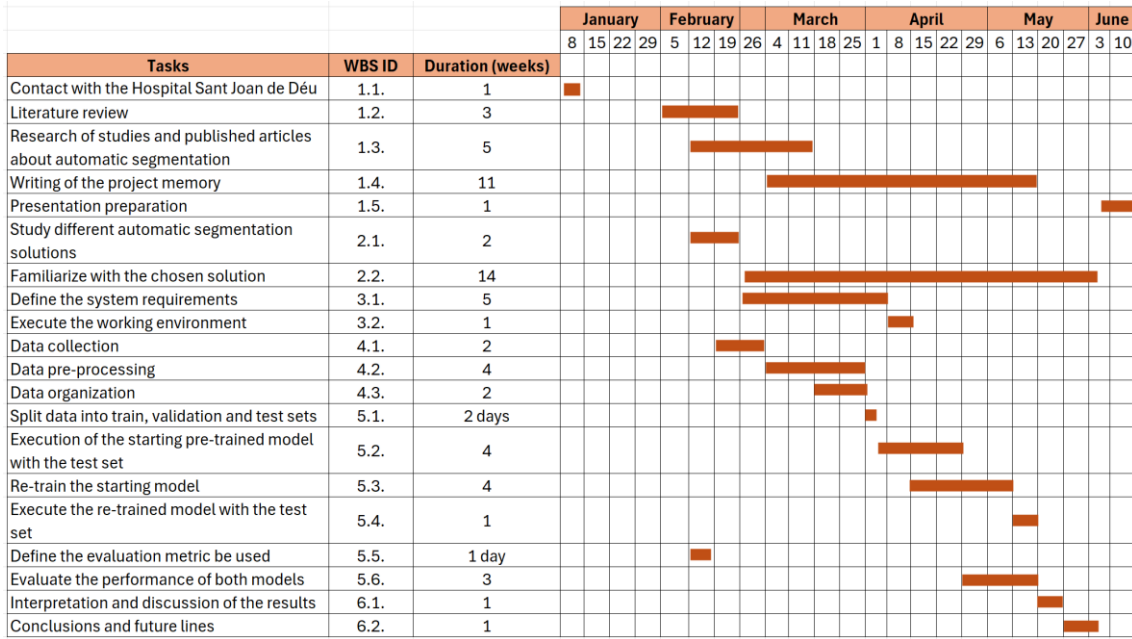 January February March April May June
8 15 22 29 5 12 19 26 4 11 18 25 1 8 15 22 29 6 13 20 27 3 10
Tasks WBS ID Duration (weeks)
Contact with the Hospital Sant Joan de Déu 1.1. 1
Literature review 1.2. 3
Research of studies and published articles
about automatic segmentation 1.3. 5
Writing of the project memory 1.4. 11
Presentation preparation 1.5. 1
Study different automatic segmentation
solutions 2.1. 2
Familiarize with the chosen solution 2.2. 14
Define the system requirements 3.1. 5
Execute the working environment 3.2. 1
Data collection 4.1. 2
Data pre-processing 4.2. 4
Data organization 4.3. 2
Split data into train, validation and test sets 5.1. 2 days
Execution of the starting pre-trained model
with the test set 5.2. 4
Re-train the starting model 5.3. 4
Execute the re-trained model with the test
set 5.4. 1
Define the evaluation metric be used 5.5. 1 day
Evaluate the performance of both models 5.6. 3
Interpretation and discussion of the results 6.1. 1
Conclusions and future lines 6.2. 1